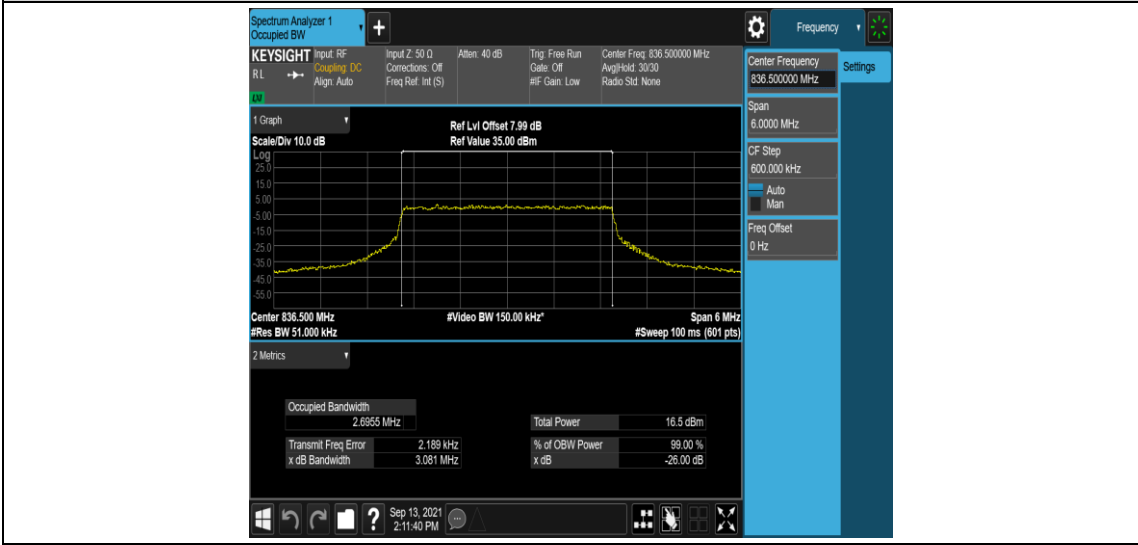 Spectrum Analyzer 1
Occupied BW
+
Frequency
KEYSIGHT
RL
LM
Input: RF
Coupling: DC
Align: Auto
Input Z: 50 Ω
Corrections: Off
Freq Ref: Int (S)
Atten: 40 dB
Trig: Free Run
Gate: Off
#IF Gain: Low
Center Freq: 836.500000 MHz
Avg|Hold: 30/30
Radio Std: None
1 Graph
Scale/Div 10.0 dB
Ref Lvl Offset 7.99 dB
Ref Value 35.00 dBm
Log
25.0
15.0
5.00
-5.00
-15.0
-25.0
-35.0
-45.0
-55.0
Center 836.500 MHz
#Video BW 150.00 kHz*
Span 6 MHz
#Res BW 51.000 kHz
#Sweep 100 ms (601 pts)
2 Metrics
Occupied Bandwidth
2.6955 MHz
Total Power 16.5 dBm
Transmit Freq Error 2.189 kHz
% of OBW Power 99.00 %
x dB Bandwidth 3.081 MHz
x dB -26.00 dB
?
Sep 13, 2021
2:11:40 PM
Center Frequency
836.500000 MHz
Settings
Span
6.0000 MHz
CF Step
600.000 kHz
Auto
Man
Freq Offset
0 Hz